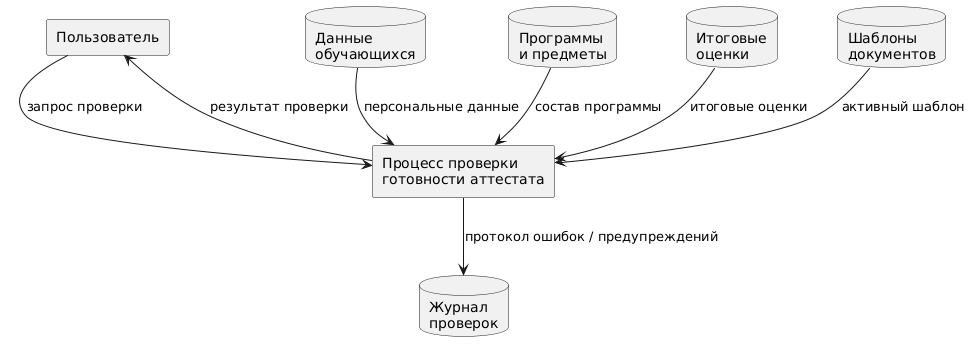 Пользователь
Данные
обучающихся
Программы
и предметы
Итоговые
оценки
Шаблоны
документов
запрос проверки
результат проверки
персональные данные
состав программы
итоговые оценки
активный шаблон
Процесс проверки
готовности аттестата
протокол ошибок / предупреждений
Журнал
проверок